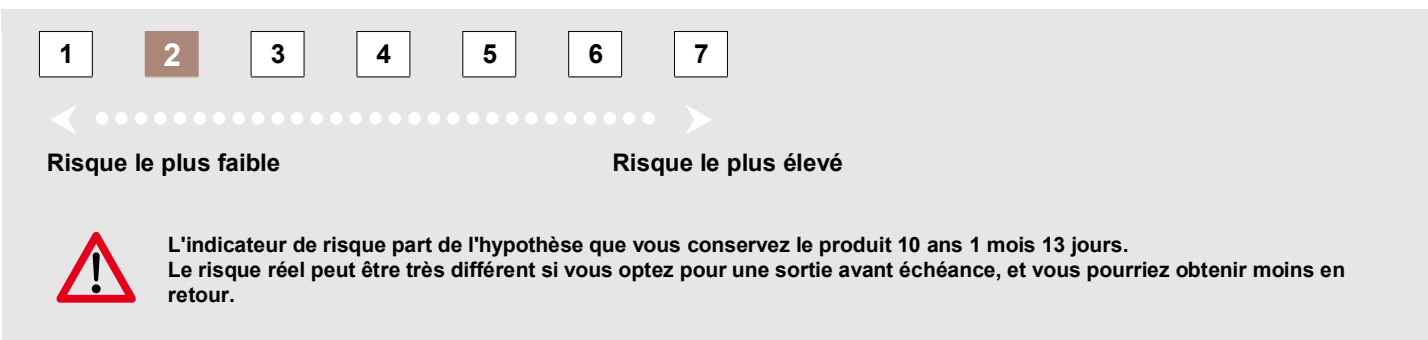 1 2 3 4 5 6 7
Risque le plus faible Risque le plus élevé
L'indicateur de risque part de l'hypothèse que vous conservez le produit 10 ans 1 mois 13 jours.
Le risque réel peut être très différent si vous optez pour une sortie avant échéance, et vous pourriez obtenir moins en
retour.